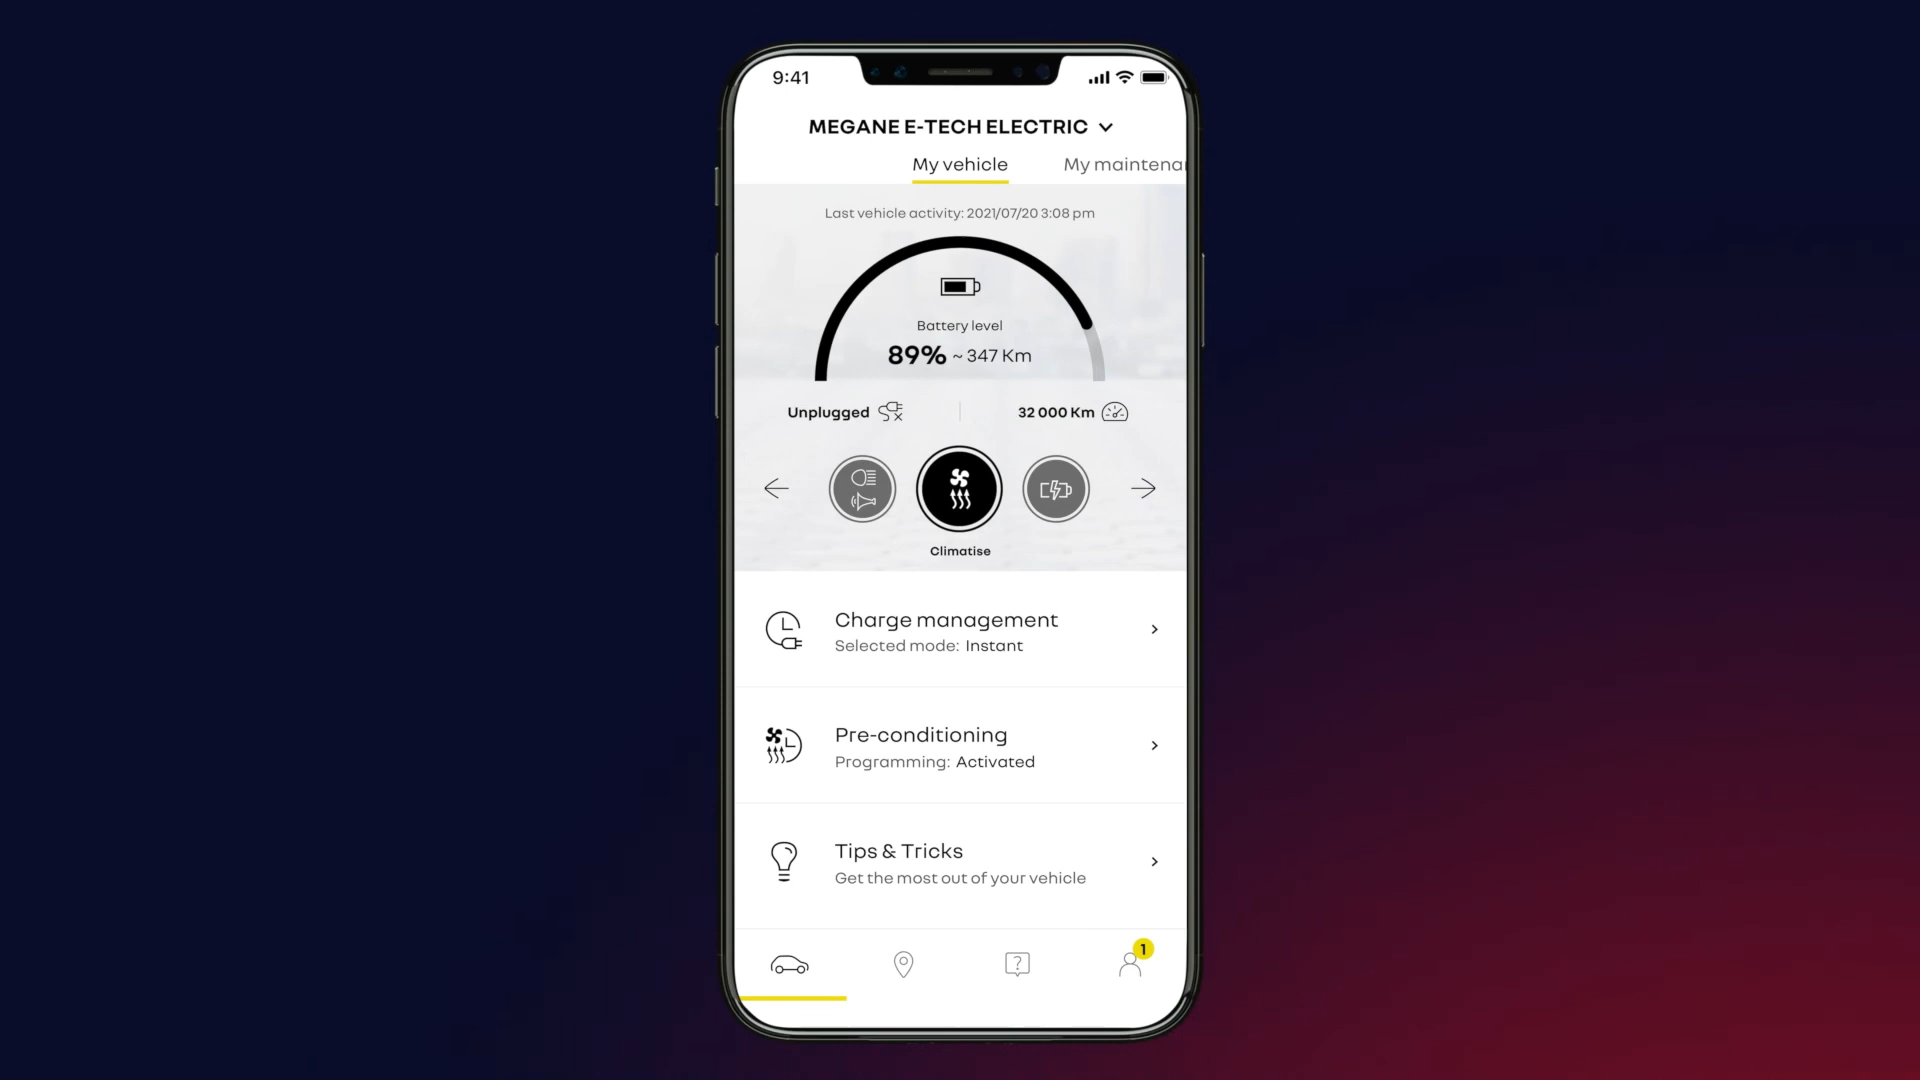 9:41
MEGANE E-TECH ELECTRIC
My vehicle My maintena
Last vehicle activity: 2021/07/20 3:08 pm
Battery level
89% ~ 347 Km
Unplugged 32 000 Km
Climatise
Charge management
Selected mode: Instant
Pre-conditioning
Programming: Activated
Tips & Tricks
Get the most out of your vehicle
?
1